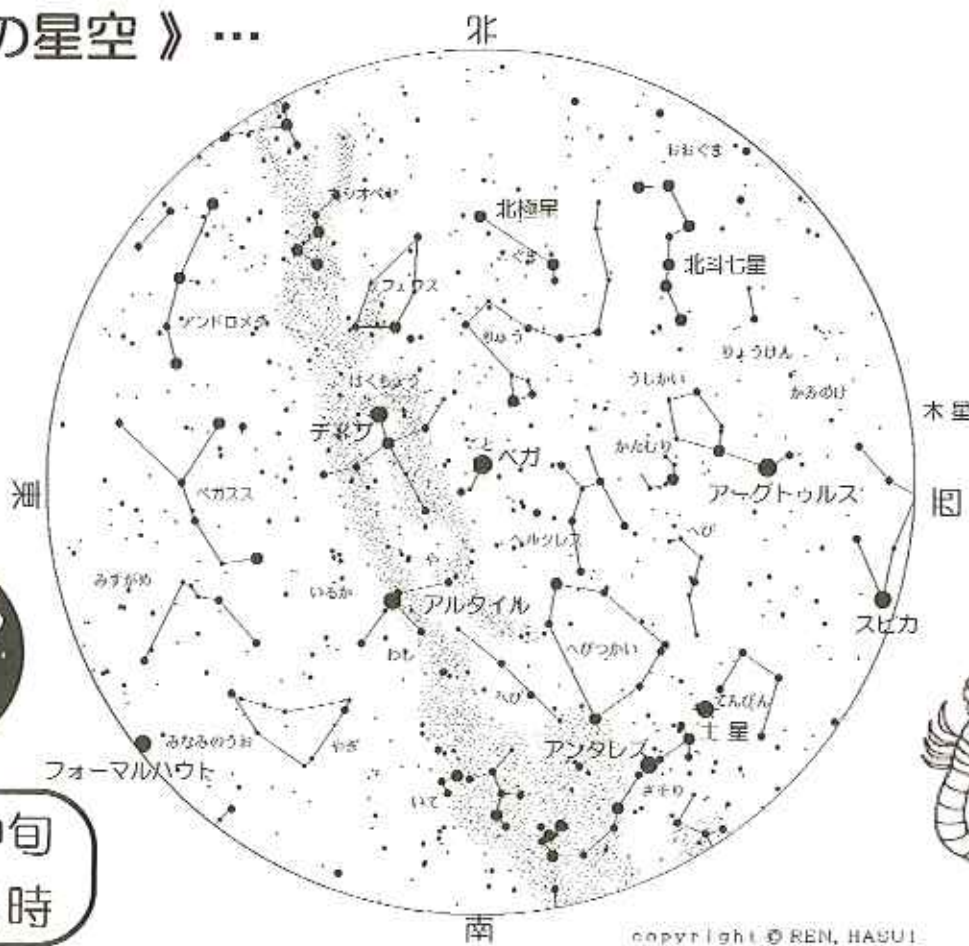 の星空 》…
北
おおぐま
カシオペヤ
北極星
ぐま
ケフェウス
北斗七星
アンドロメダ
りゅう
りょうけん
はくちょう
うしかい
かみのけ
木星
デネブ
ベガ
かんむり
アークトゥルス
東
ペガスス
西
ヘルクレス
へび
みずがめ
や
いるか
アルタイル
スピカ
わし
へびつかい
へび
てんびん
土星
みなみのうお
やぎ
アンタレス
フォーマルハウト
さそり
いて
旬
時
南
copyright © REN, HASUI.